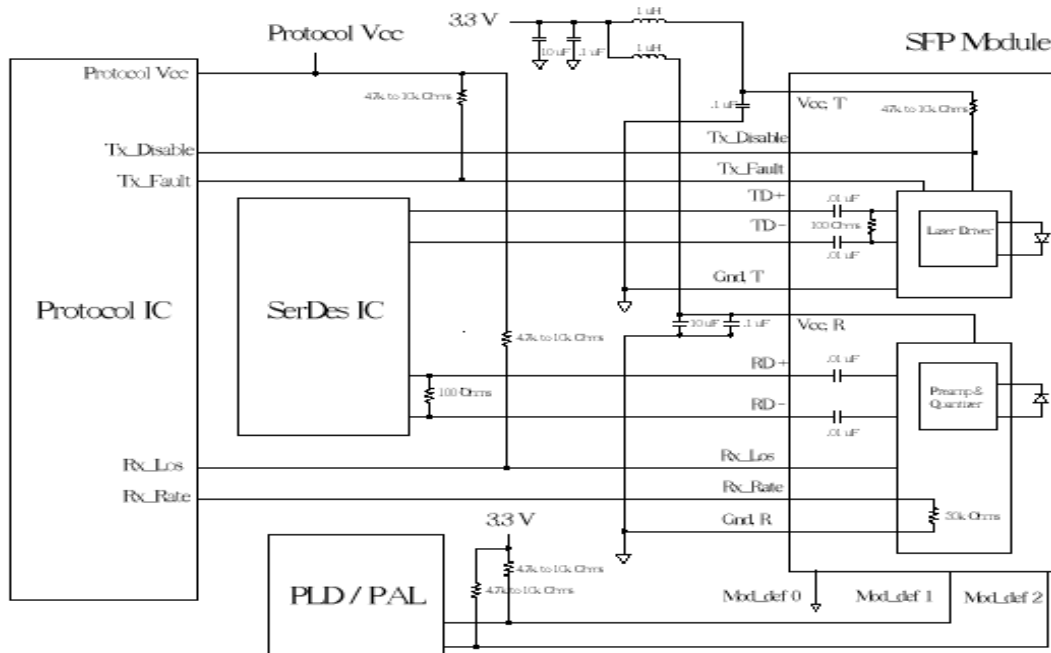 3.3 V
1 uH
Protocol Vcc
10 uF
.1 uF
1 uH
SFP Module
Protocol Vcc
4.7k to 10k Ohms
.1 uF
Vcc, T
4.7k to 10k Ohms
Tx_Disable
Tx_Disable
Tx_Fault
Tx_Fault
TD+
.01 uF
TD-
100 Ohms
Laser Driver
.01 uF
Gnd, T
Protocol IC
SerDes IC
10 uF
.1 uF
Vcc, R
4.7k to 10k Ohms
RD+
.01 uF
100 Ohms
Preamp &
Quantizer
RD-
.01 uF
Rx_Los
Rx_Los
Rx_Rate
Rx_Rate
3.3 V
Gnd, R
50k Ohms
4.7k to 10k Ohms
4.7k to 10k Ohms
PLD / PAL
Mod_def 0
Mod_def 1
Mod_def 2